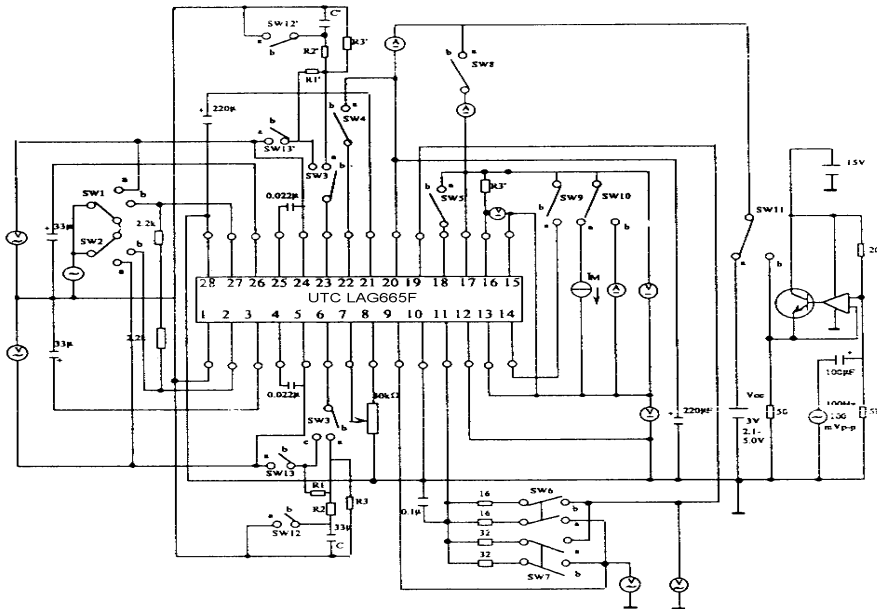 SW12'
C'
a
b
R2'
R3'
R1'
a
SW8
b
220μ
b
a
SW4
b
a
SW13'
SW3
b
15V
SW1
a
b
33μ
2.2k
SW2
b
a
0.022μ
a
SW5
b
R3'
SW9
a
b
SW10
a
b
SW11
a
b
IM
28 27 26 25 24 23 22 21 20 19 18 17 16 15
UTC LAG665F
1 2 3 4 5 6 7 8 9 10 11 12 13 14
33μ
0.022μ
SW3
b
c
a
220μF
Vcc
3V
2.1-
5.0V
50
100μF
100Hz
100
mVp-p
a
b
SW13
R1
R2
R3
33μ
C
a
b
SW12
0.1μ
16
16
32
32
SW6
b
a
a
b
SW7